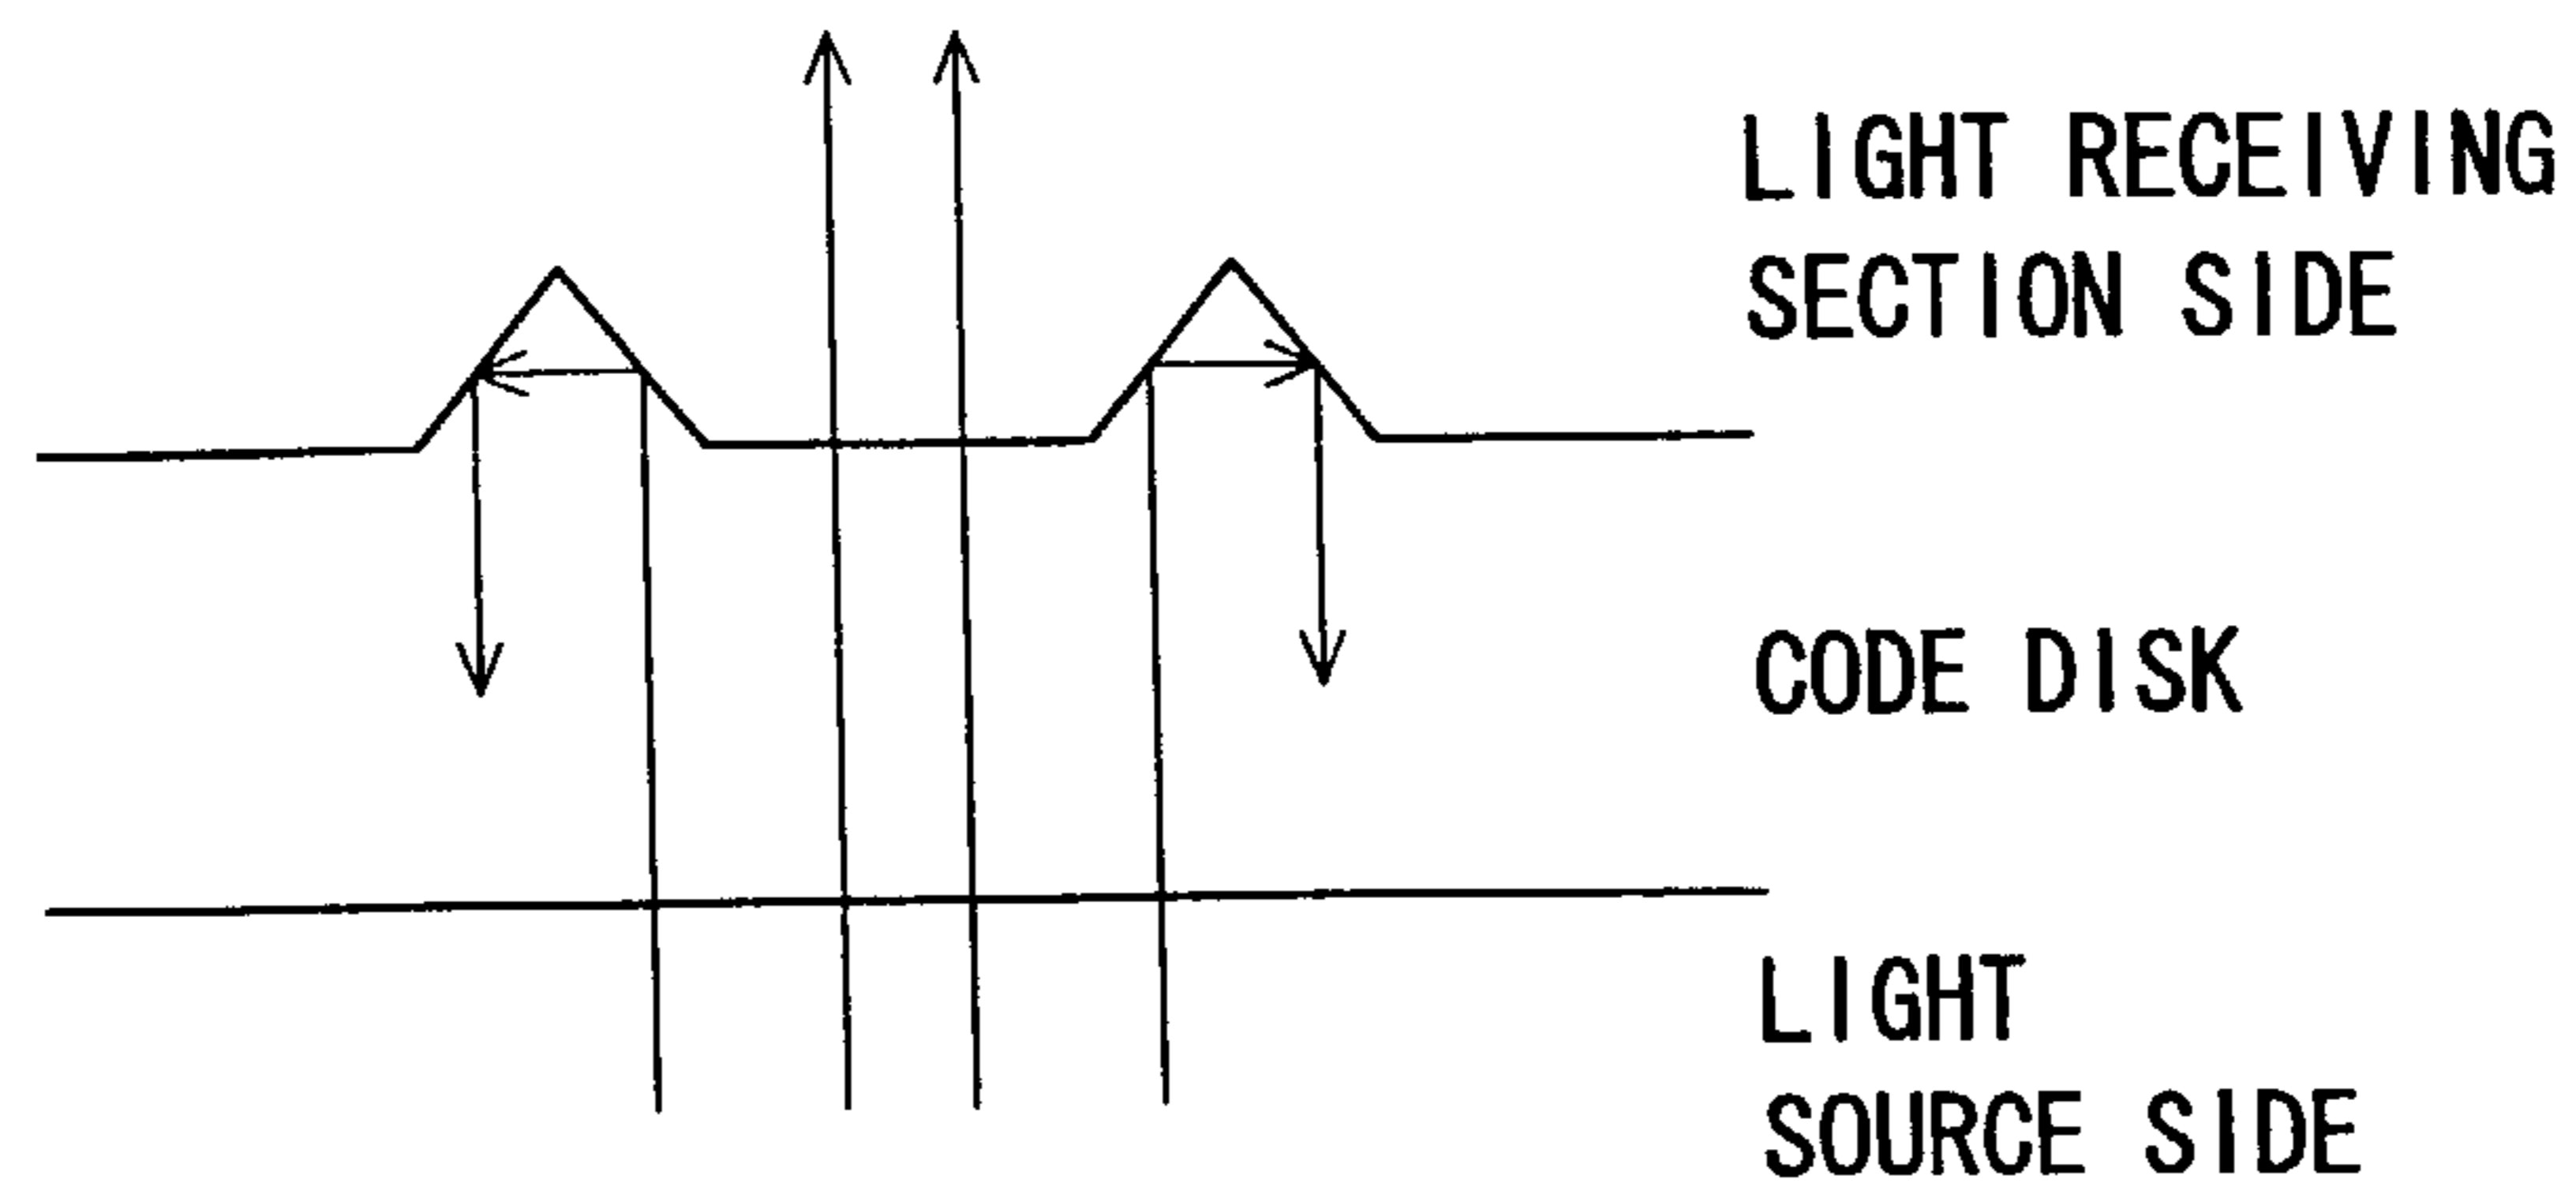 LIGHT RECEIVING
SECTION SIDE
CODE DISK
LIGHT
SOURCE SIDE